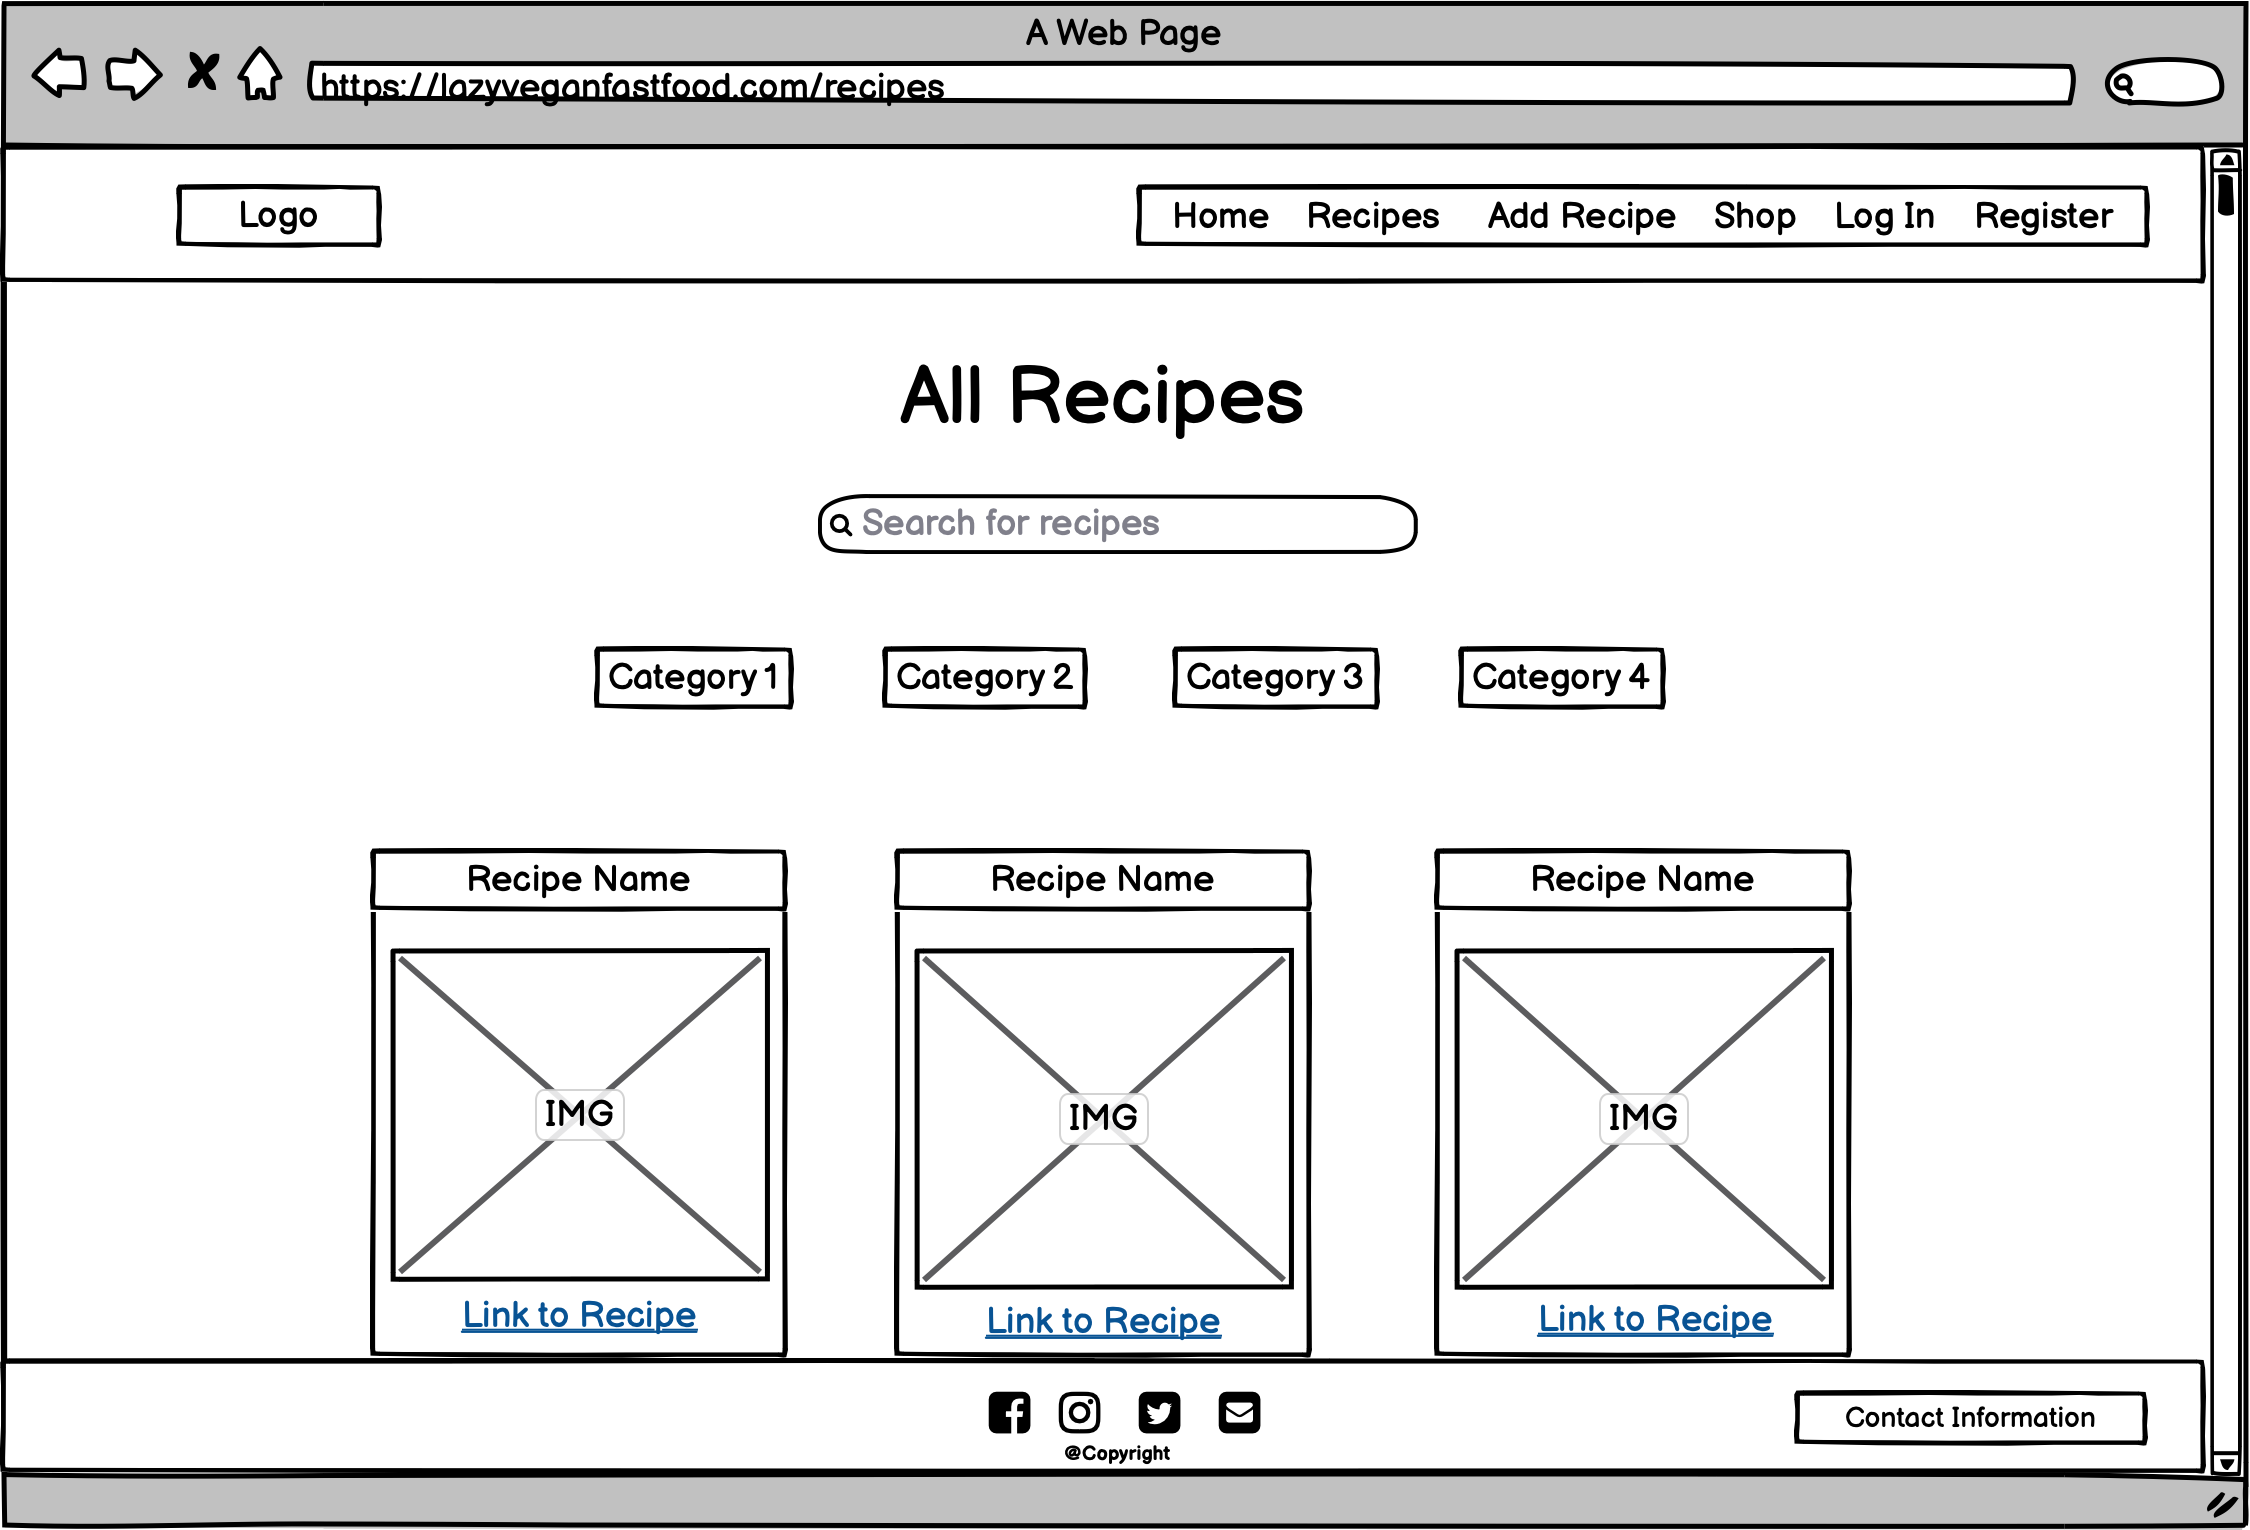 A Web Page
https://lazyveganfastfood.com/recipes
Logo
Home Recipes Add Recipe Shop Log In Register
All Recipes
Search for recipes
Category 1 Category 2 Category 3 Category 4
Recipe Name Recipe Name Recipe Name
IMG IMG IMG
Link to Recipe Link to Recipe Link to Recipe
Contact Information
@Copyright